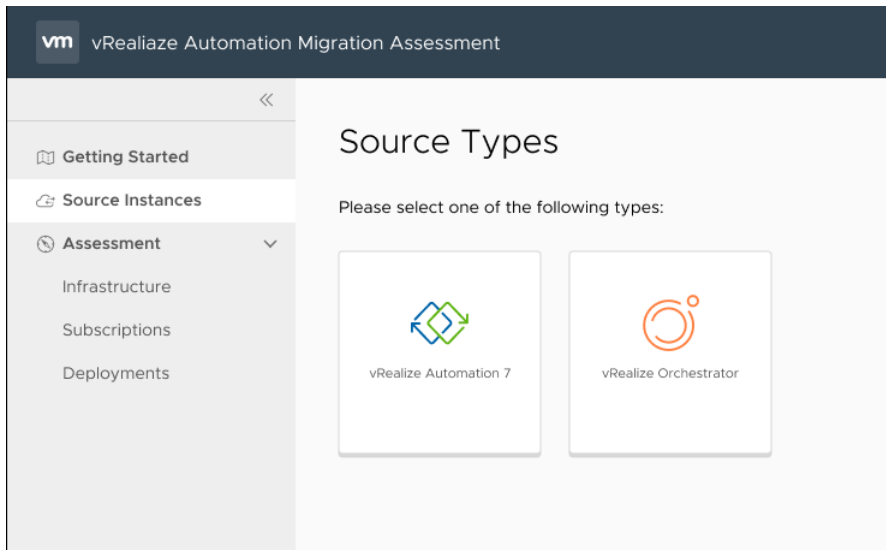 vm vRealiaze Automation Migration Assessment
Getting Started
Source Instances
Assessment
Infrastructure
Subscriptions
Deployments
Source Types
Please select one of the following types:
vRealize Automation 7
vRealize Orchestrator